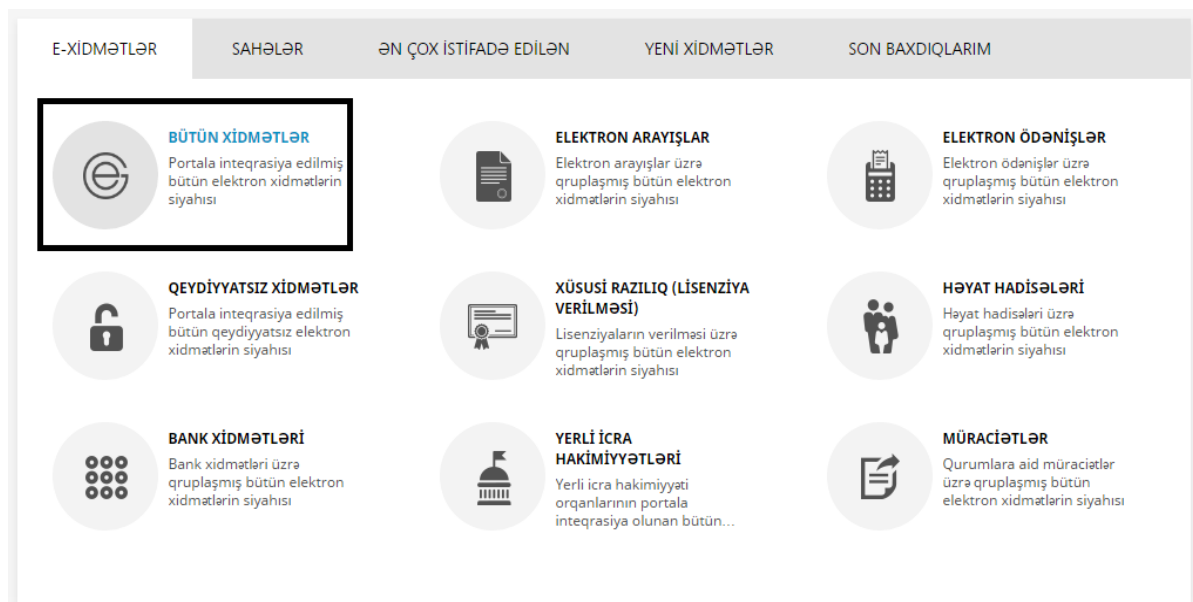 E-XİDMƏTLƏR
SAHƏLƏR
ƏN ÇOX İSTİFADƏ EDİLƏN
YENİ XİDMƏTLƏR
SON BAXDIQLARIM
BÜTÜN XİDMƏTLƏR
Portala inteqrasiya edilmiş
bütün elektron xidmətlərin
siyahısı
ELEKTRON ARAYIŞLAR
Elektron arayışlar üzrə
qruplaşmış bütün elektron
xidmətlərin siyahısı
ELEKTRON ÖDƏNİŞLƏR
Elektron ödənişlər üzrə
qruplaşmış bütün elektron
xidmətlərin siyahısı
QEYDİYYATSIZ XİDMƏTLƏR
Portala inteqrasiya edilmiş
bütün qeydiyyatsız elektron
xidmətlərin siyahısı
XÜSUSİ RAZILIQ (LİSENZİYA
VERİLMƏSİ)
Lisenziyaların verilməsi üzrə
qruplaşmış bütün elektron
xidmətlərin siyahısı
HƏYAT HADİSƏLƏRİ
Həyat hadisələri üzrə
qruplaşmış bütün elektron
xidmətlərin siyahısı
BANK XİDMƏTLƏRİ
Bank xidmətləri üzrə
qruplaşmış bütün elektron
xidmətlərin siyahısı
YERLİ İCRA
HAKİMİYYƏTLƏRİ
Yerli icra hakimiyyəti
orqanlarının portala
inteqrasiya olunan bütün...
MÜRACİƏTLƏR
Qurumlara aid müraciətlər
üzrə qruplaşmış bütün
elektron xidmətlərin siyahısı